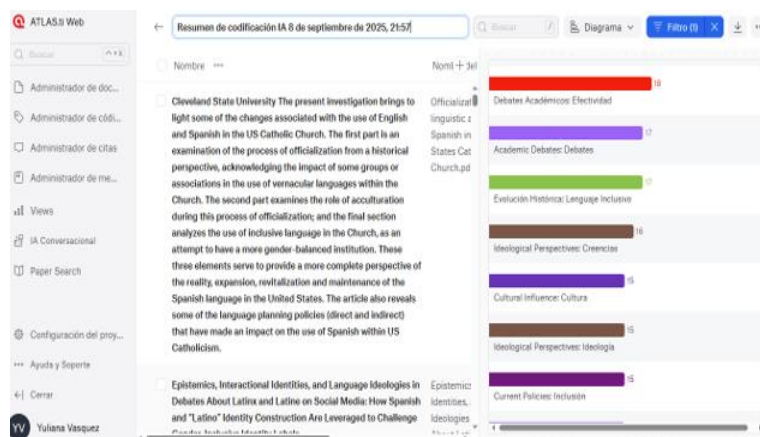 ATLAS.ti Web
Resumen de codificación IA 8 de septiembre de 2025, 21:57
Buscar
Diagrama
Filtro (1)
Buscar
Administrador de doc...
Administrador de códi...
Administrador de citas
Administrador de me...
Views
IA Conversacional
Paper Search
Configuración del proy...
Ayuda y Soporte
Cerrar
YV Yuliana Vasquez
Nombre
Cleveland State University The present investigation brings to
light some of the changes associated with the use of English
and Spanish in the US Catholic Church. The first part is an
examination of the process of officialization from a historical
perspective, acknowledging the impact of some groups or
associations in the use of vernacular languages within the
Church. The second part examines the role of acculturation
during this process of officialization; and the final section
analyzes the use of inclusive language in the Church, as an
attempt to have a more gender-balanced institution. These
three elements serve to provide a more complete perspective of
the reality, expansion, revitalization and maintenance of the
Spanish language in the United States. The article also reveals
some of the language planning policies (direct and indirect)
that have made an impact on the use of Spanish within US
Catholicism.
Epistemics, Interactional Identities, and Language Ideologies in
Debates About Latinx and Latine on Social Media: How Spanish
and "Latino" Identity Construction Are Leveraged to Challenge
Gender-Inclusive Identity Labels
Officializat
linguistic
Spanish in
States Cat
Church.pd
Epistemics
Identities,
Ideologies
18
Debates Académicos: Efectividad
17
Academic Debates: Debates
17
Evolución Histórica: Lenguaje Inclusivo
16
Ideological Perspectives: Creencias
15
Cultural Influence: Cultura
15
Ideological Perspectives: Ideología
15
Current Policies: Inclusión